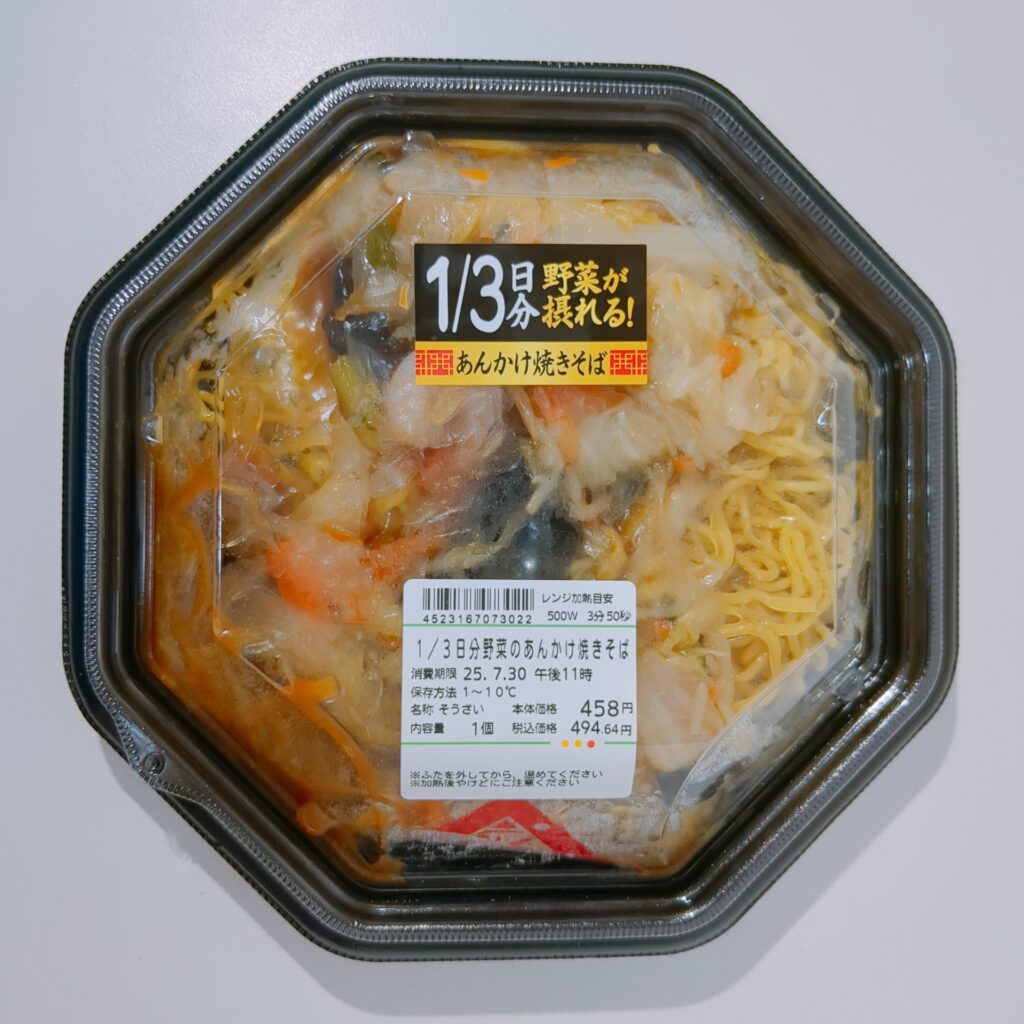 1/3日分 野菜が摂れる!
あんかけ焼きそば
4523167073022
レンジ加熱目安
500W 3分50秒
1/3日分野菜のあんかけ焼きそば
消費期限 25.7.30 午後11時
保存方法 1〜10℃
名称 そうざい 本体価格 458円
内容量 1個 税込価格 494.64円
※ふたを外してから、温めてください
※加熱後やけどにご注意ください